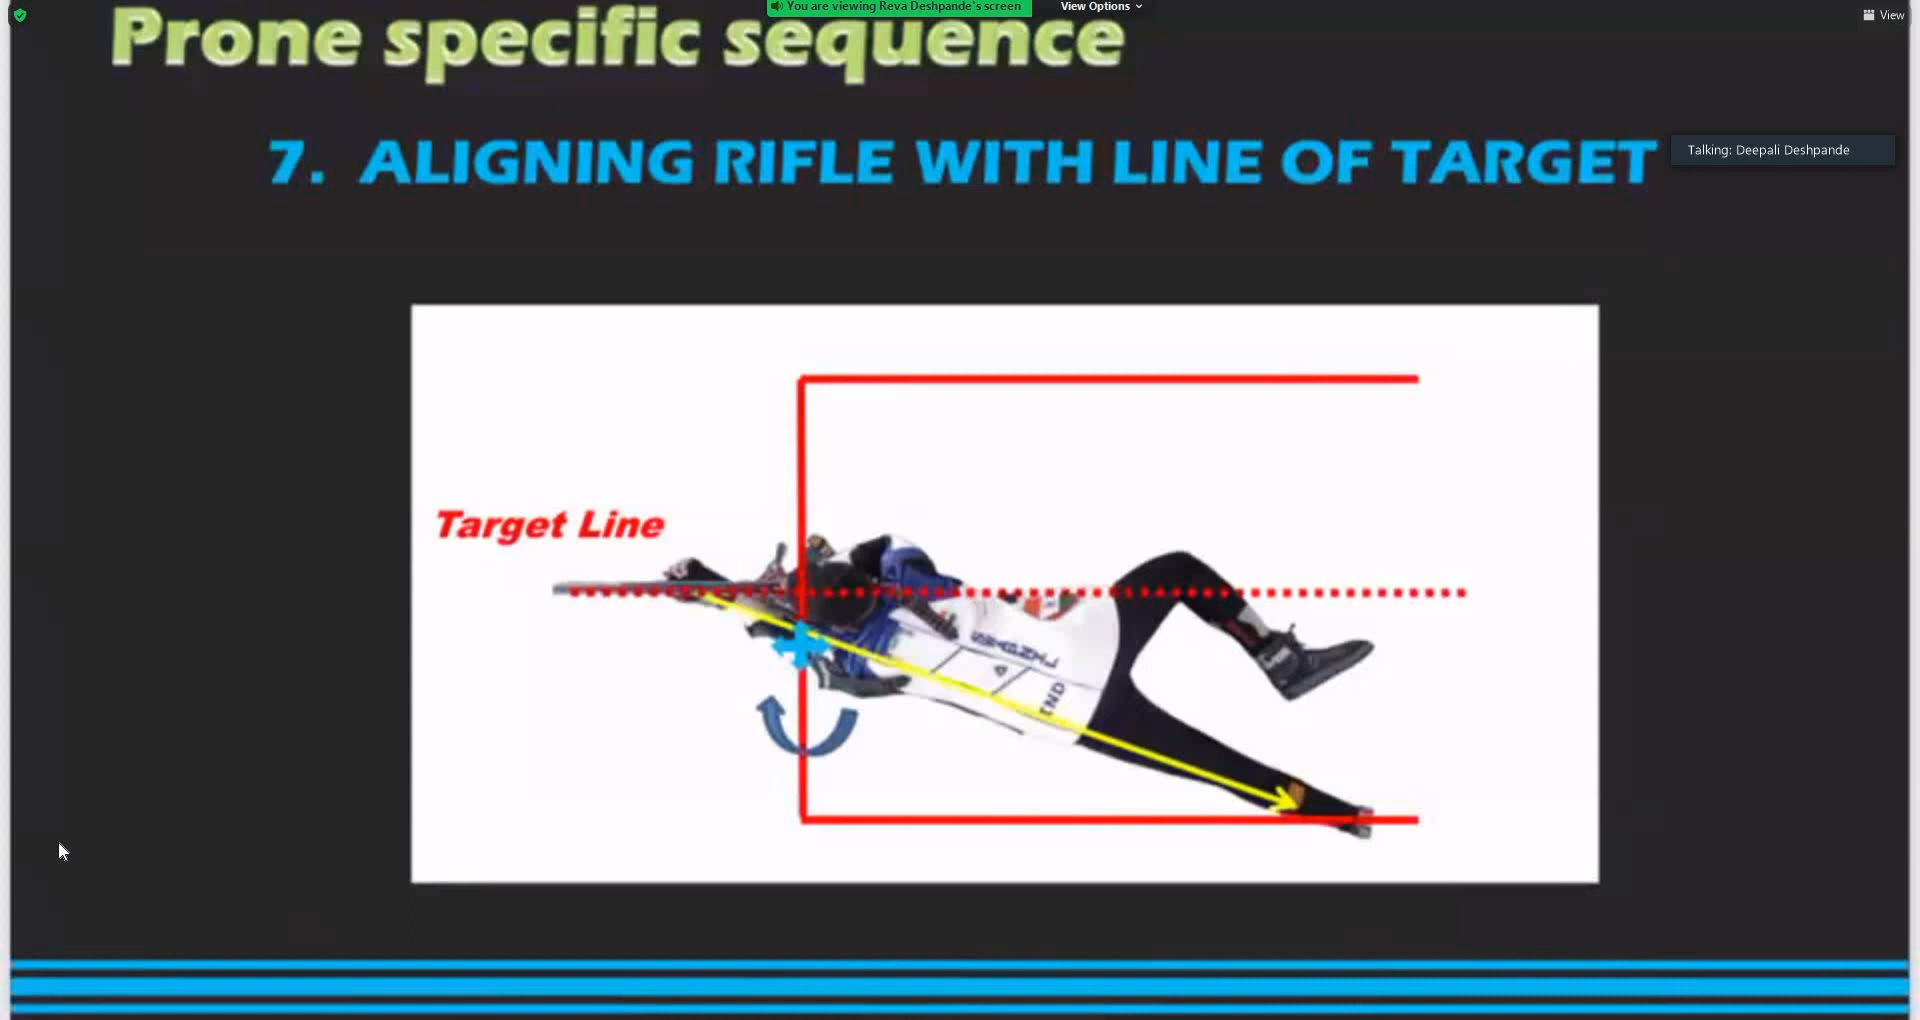 You are viewing Reva Deshpande's screen
View Options
View
Prone specific sequence
7. ALIGNING RIFLE WITH LINE OF TARGET
Talking: Deepali Deshpande
Target Line
IND